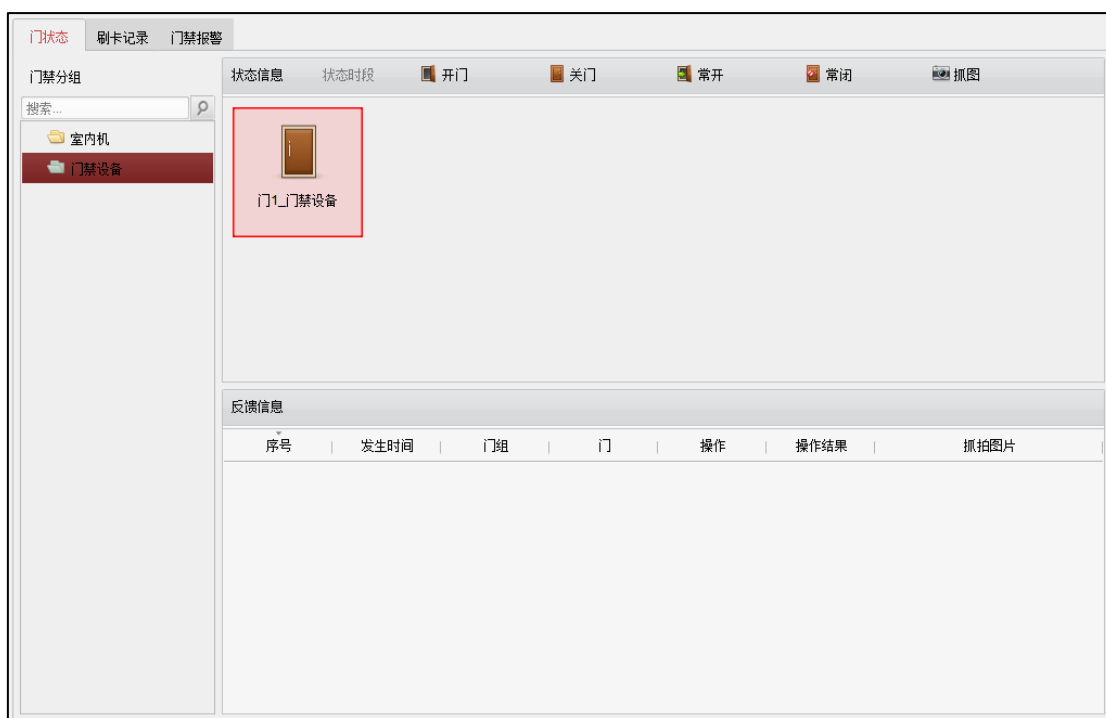 门状态 刷卡记录 门禁报警
门禁分组
搜索...
室内机
门禁设备
状态信息 状态时段 开门 关门 常开 常闭 抓图
门1_门禁设备
反馈信息
序号 发生时间 门组 门 操作 操作结果 抓拍图片